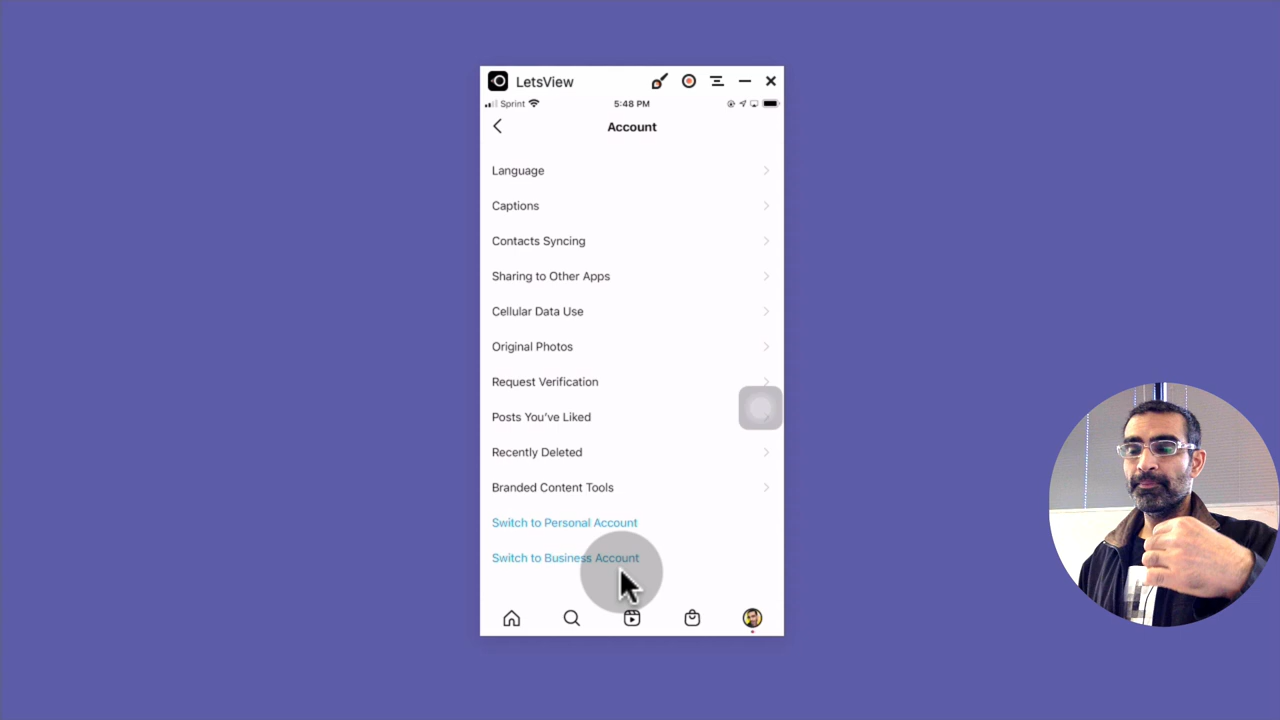 LetsView
Sprint 5:48 PM
Account
Language
Captions
Contacts Syncing
Sharing to Other Apps
Cellular Data Use
Original Photos
Request Verification
Posts You've Liked
Recently Deleted
Branded Content Tools
Switch to Personal Account
Switch to Business Account